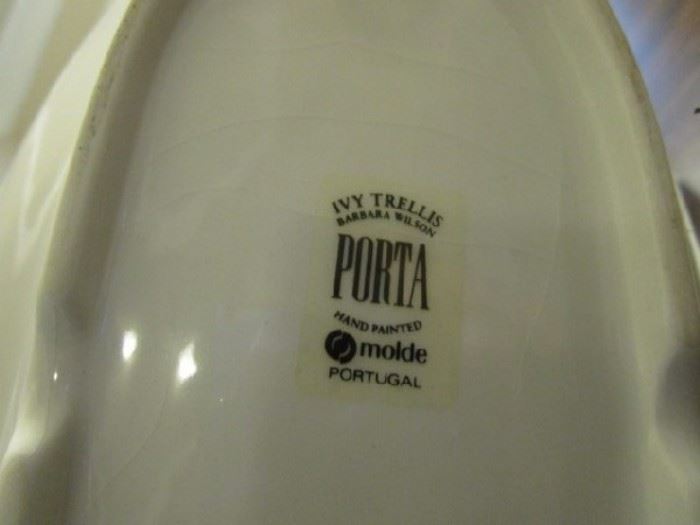 IVY TRELLIS
BARBARA WILSON
PORTA
HAND PAINTED
molde
PORTUGAL